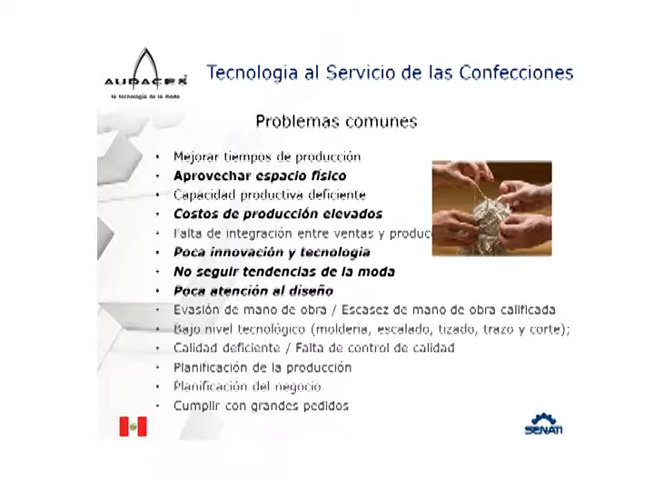 AUDACES
la tecnologia de la moda
Tecnologia al Servicio de las Confecciones
Problemas comunes
• Mejorar tiempos de producción
• Aprovechar espacio físico
• Capacidad productiva deficiente
• Costos de producción elevados
• Falta de integración entre ventas y
• Poca innovación y tecnologia
• No seguir tendencias de la moda
• Poca atención al diseño
• Evasión de mano de obra / Escasez de mano de obra calificada
• Bajo nivel tecnológico (molderia, escalado, tizado, trazo y corte);
• Calidad deficiente / Falta de control de calidad
• Planificación de la producción
• Planificación del negocio
• Cumplir con grandes pedidos
SENATI